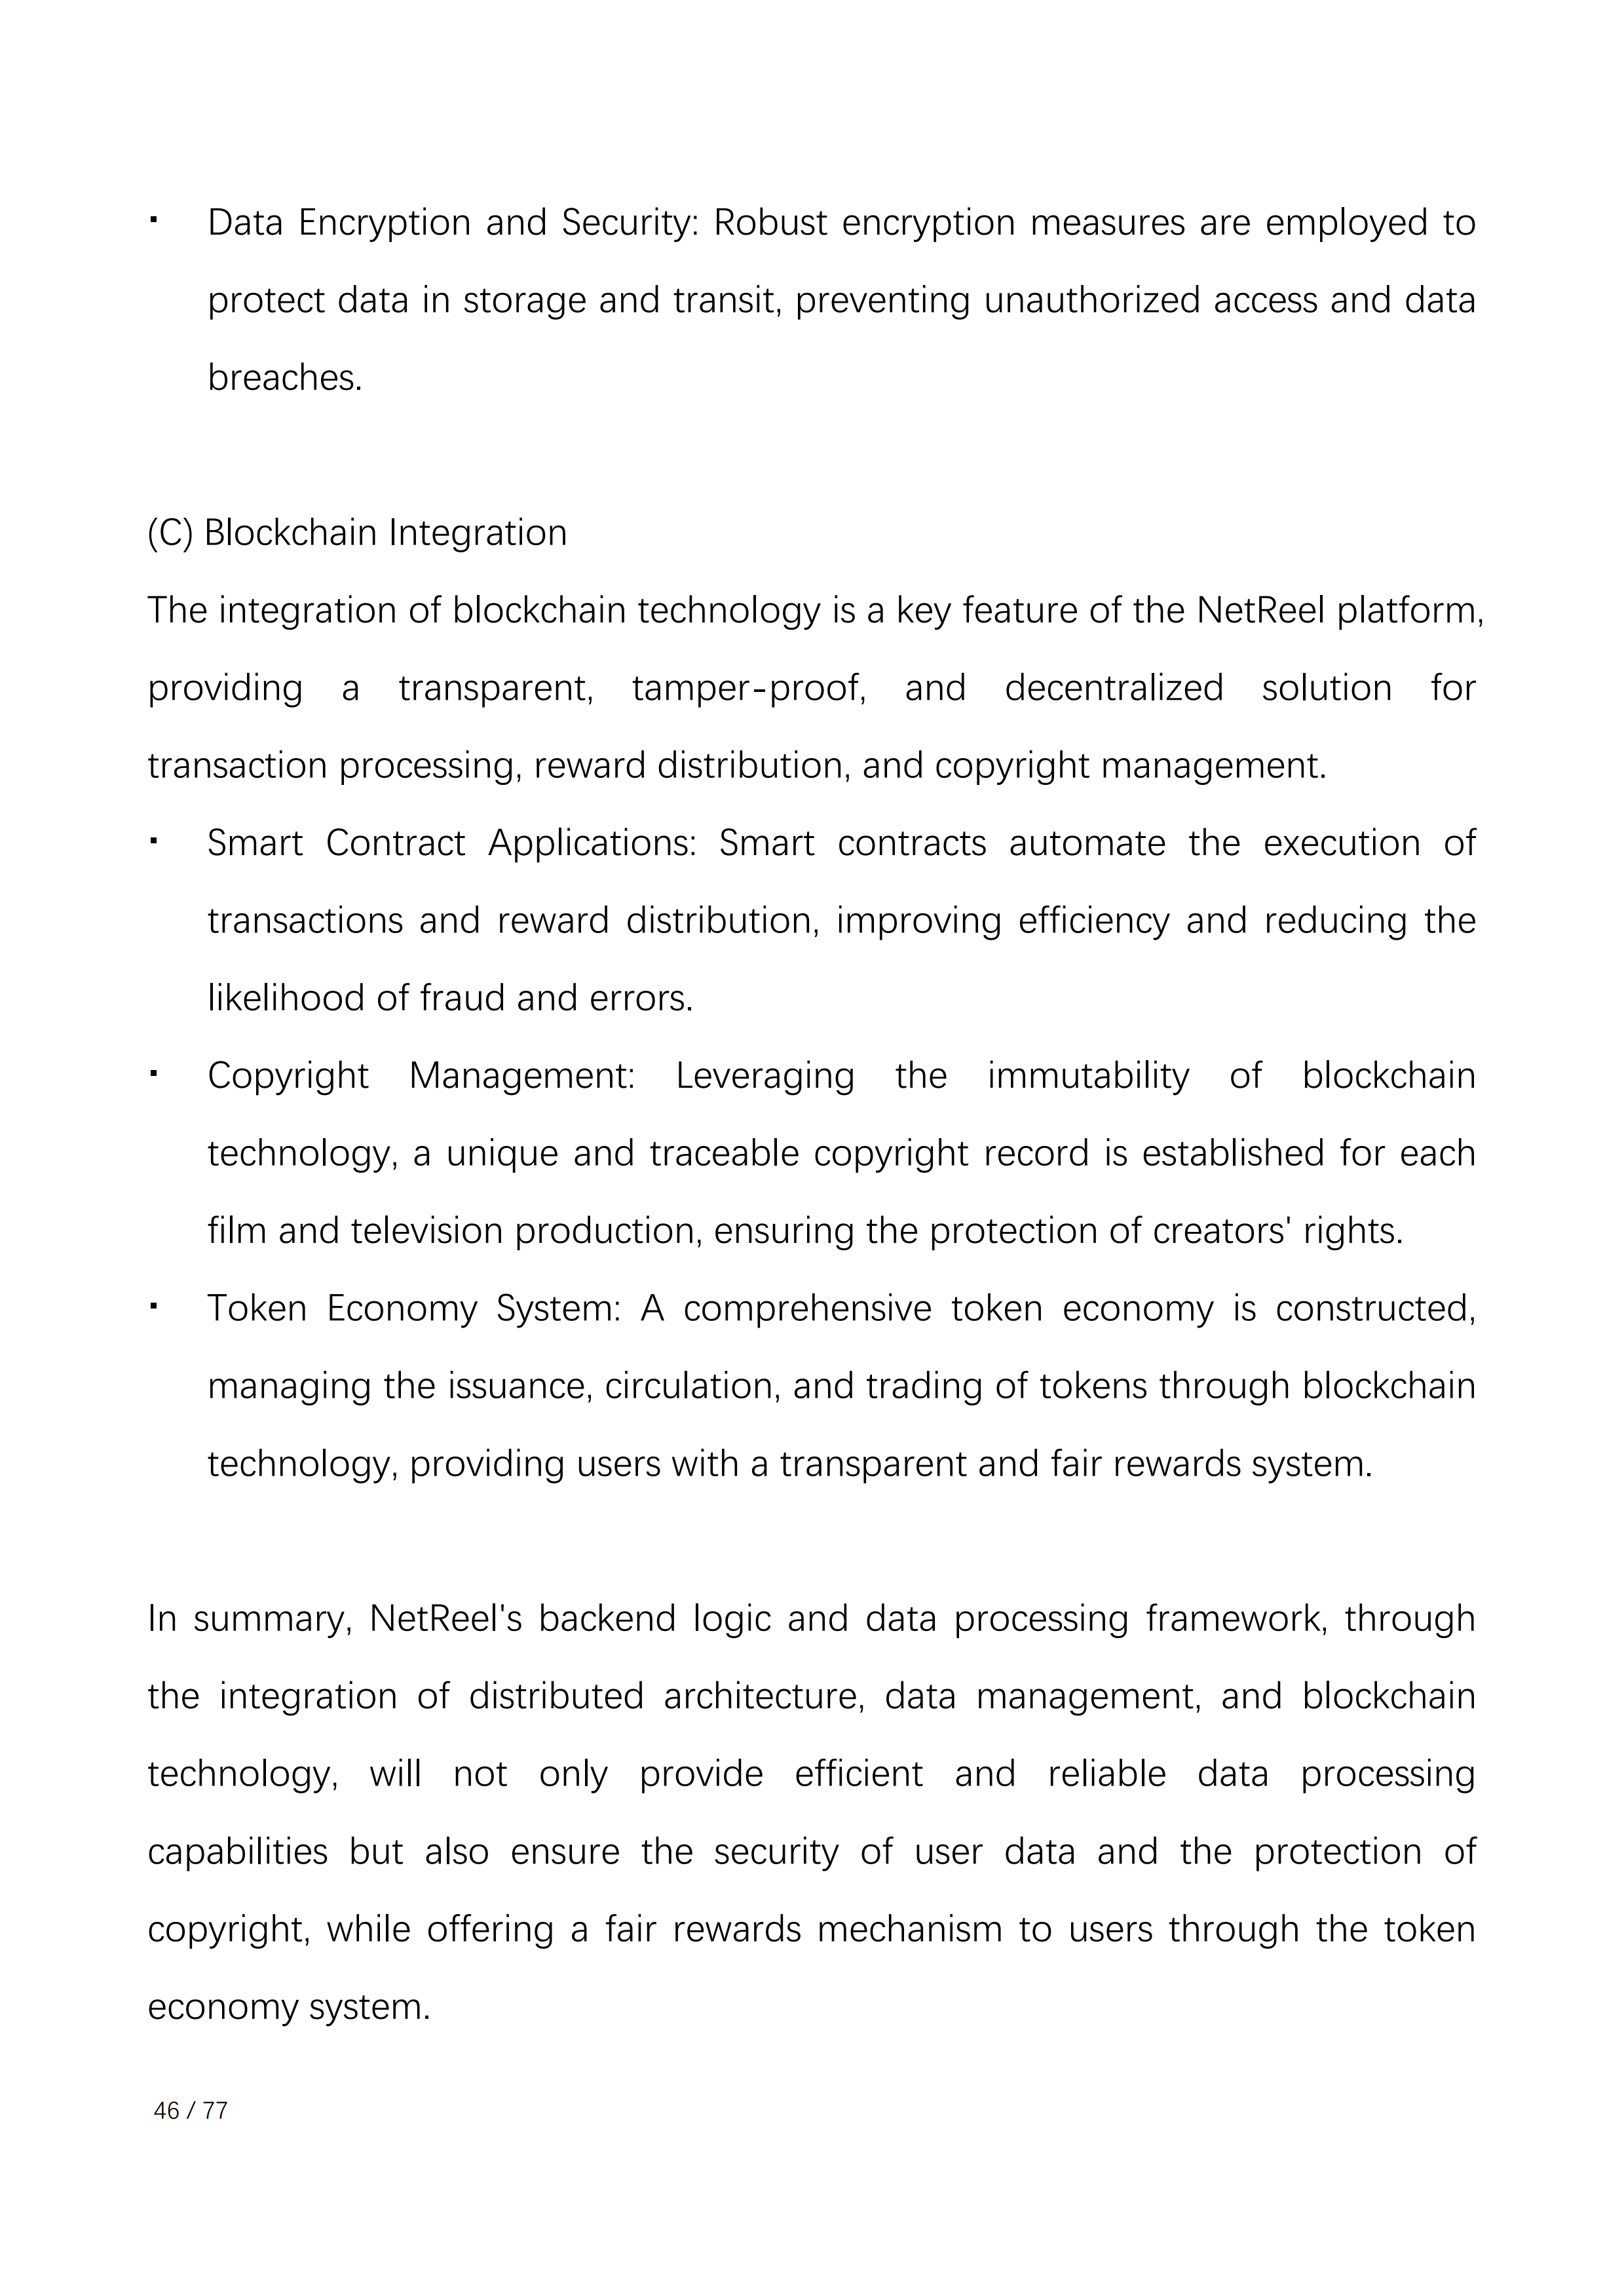 ▪ Data Encryption and Security: Robust encryption measures are employed to
protect data in storage and transit, preventing unauthorized access and data
breaches.
(C) Blockchain Integration
The integration of blockchain technology is a key feature of the NetReel platform,
providing a transparent, tamper-proof, and decentralized solution for
transaction processing, reward distribution, and copyright management.
▪ Smart Contract Applications: Smart contracts automate the execution of
transactions and reward distribution, improving efficiency and reducing the
likelihood of fraud and errors.
▪ Copyright Management: Leveraging the immutability of blockchain
technology, a unique and traceable copyright record is established for each
film and television production, ensuring the protection of creators' rights.
▪ Token Economy System: A comprehensive token economy is constructed,
managing the issuance, circulation, and trading of tokens through blockchain
technology, providing users with a transparent and fair rewards system.
In summary, NetReel's backend logic and data processing framework, through
the integration of distributed architecture, data management, and blockchain
technology, will not only provide efficient and reliable data processing
capabilities but also ensure the security of user data and the protection of
copyright, while offering a fair rewards mechanism to users through the token
economy system.
46 / 77